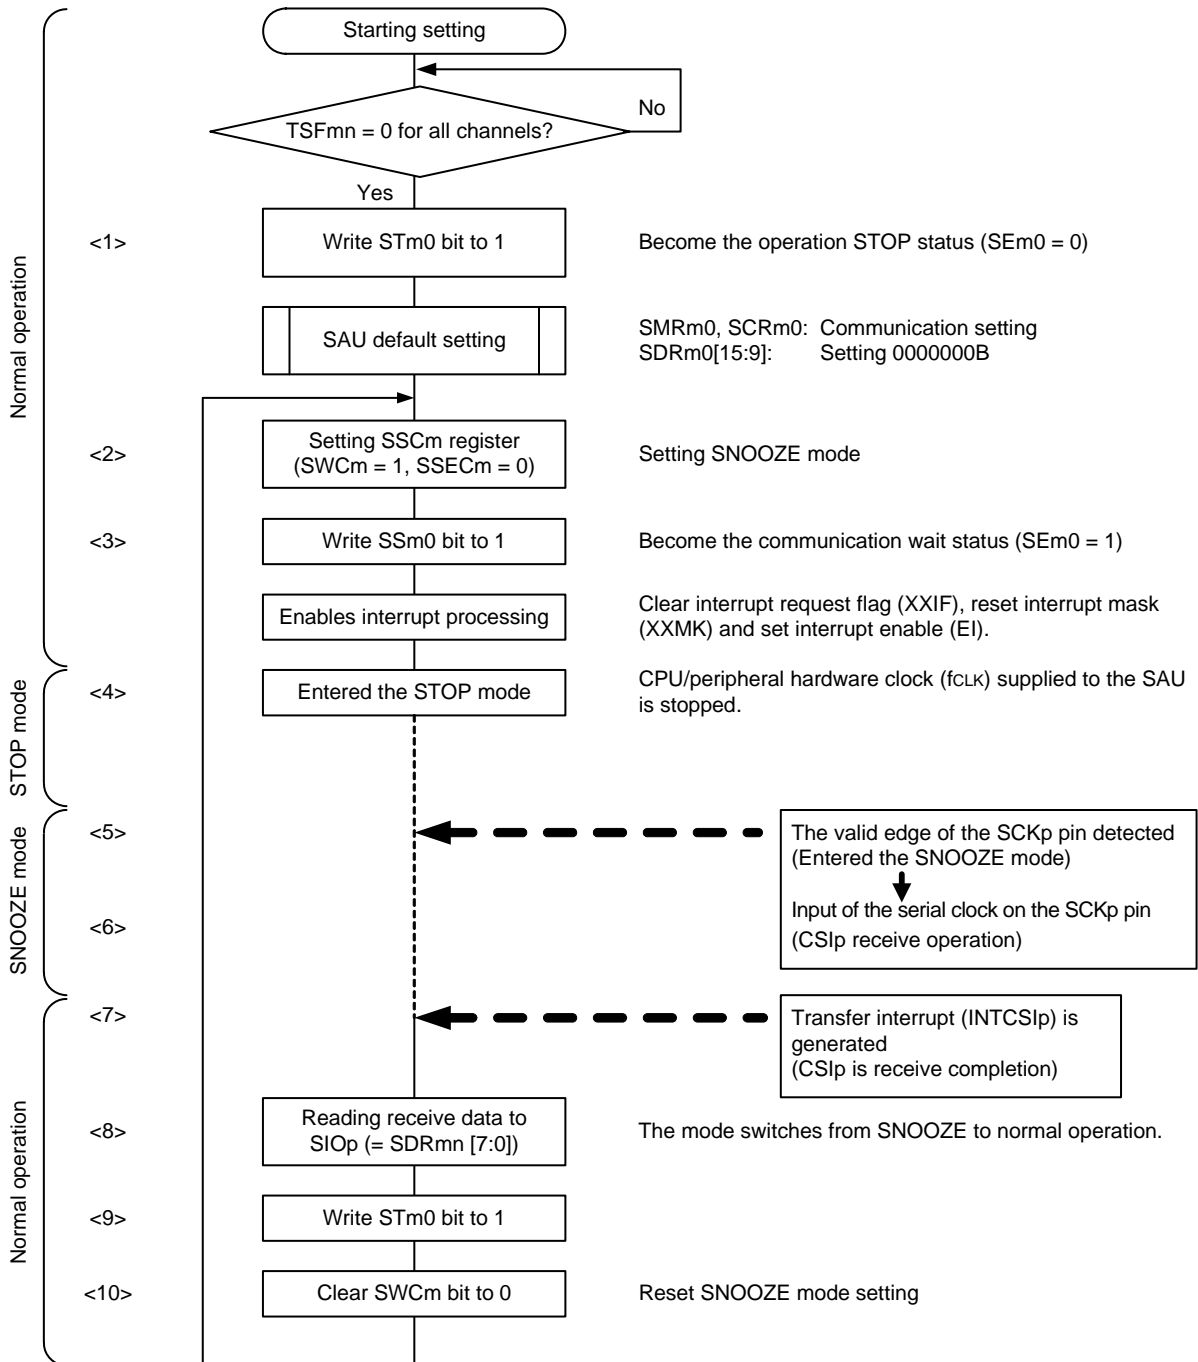 Starting setting
No
TSFmn = 0 for all channels?
Yes
<1>
Write STm0 bit to 1
Become the operation STOP status (SEm0 = 0)
Normal operation
SAU default setting
SMRm0, SCRm0: Communication setting
SDRm0[15:9]: Setting 0000000B
<2>
Setting SSCm register
(SWCm = 1, SSECm = 0)
Setting SNOOZE mode
<3>
Write SSm0 bit to 1
Become the communication wait status (SEm0 = 1)
Enables interrupt processing
Clear interrupt request flag (XXIF), reset interrupt mask
(XXMK) and set interrupt enable (EI).
STOP mode
<4>
Entered the STOP mode
CPU/peripheral hardware clock (fCLK) supplied to the SAU
is stopped.
SNOOZE mode
<5>
The valid edge of the SCKp pin detected
(Entered the SNOOZE mode)
<6>
Input of the serial clock on the SCKp pin
(CSIp receive operation)
<7>
Transfer interrupt (INTCSIp) is
generated
(CSIp is receive completion)
Normal operation
<8>
Reading receive data to
SIOp (= SDRmn [7:0])
The mode switches from SNOOZE to normal operation.
<9>
Write STm0 bit to 1
<10>
Clear SWCm bit to 0
Reset SNOOZE mode setting